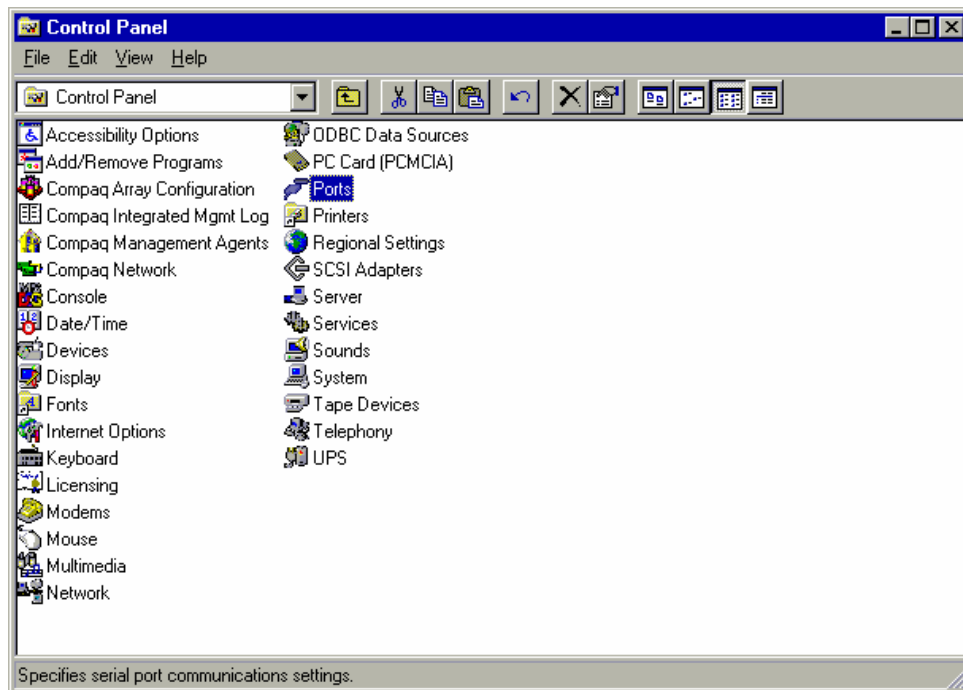 Control Panel
File Edit View Help
Control Panel
Accessibility Options
Add/Remove Programs
Compaq Array Configuration
Compaq Integrated Mgmt Log
Compaq Management Agents
Compaq Network
Console
Date/Time
Devices
Display
Fonts
Internet Options
Keyboard
Licensing
Modems
Mouse
Multimedia
Network
ODBC Data Sources
PC Card (PCMCIA)
Ports
Printers
Regional Settings
SCSI Adapters
Server
Services
Sounds
System
Tape Devices
Telephony
UPS
Specifies serial port communications settings.